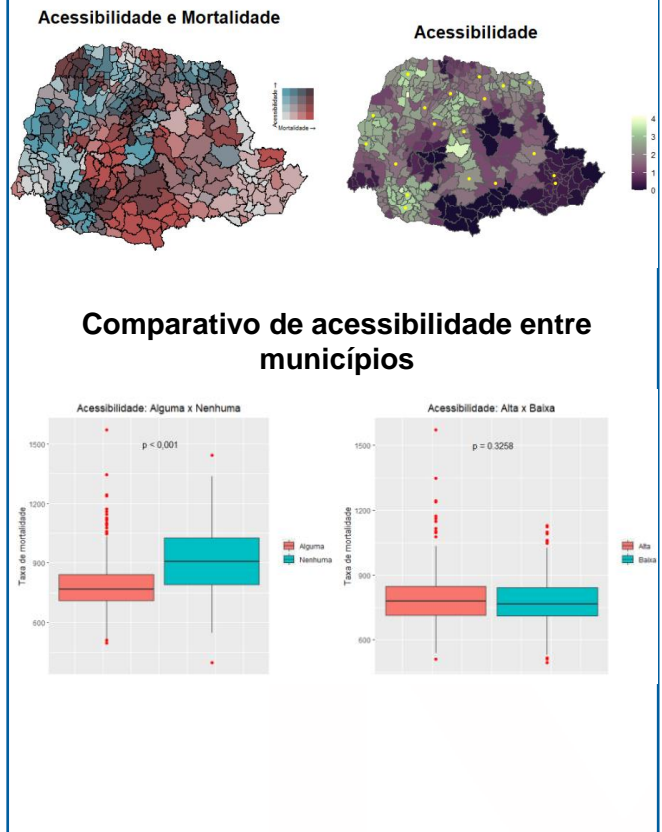 Acessibilidade e Mortalidade
Acessibilidade
Acessibilidade →
Mortalidade →
4
3
2
1
0
Comparativo de acessibilidade entre
municípios
Acessibilidade: Alguma x Nenhuma
p < 0,001
Taxa de mortalidade
1500
1200
900
600
Alguma
Nenhuma
Acessibilidade: Alta x Baixa
p = 0.3258
Taxa de mortalidade
1500
1200
900
600
Alta
Baixa